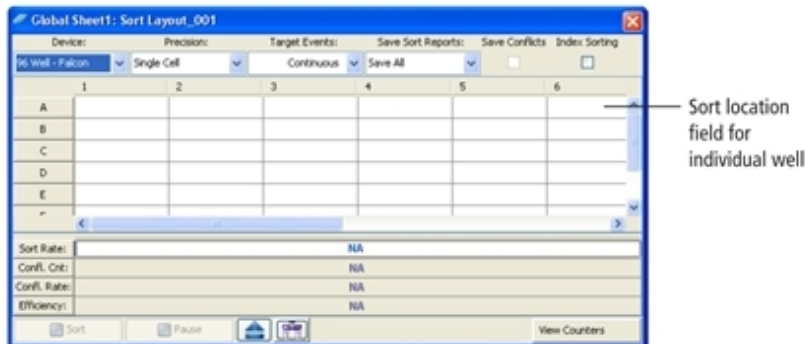 Global Sheet1: Sort Layout_001
Device: Precision: Target Events: Save Sort Reports: Save Conflicts Index Sorting
96 Well - Falcon Single Cell Continuous Save All
1 2 3 4 5 6
A
B
C
D
E
Sort location
field for
individual well
Sort Rate: NA
Confl. Cnt: NA
Confl. Rate: NA
Efficiency: NA
Sort Pause View Counters